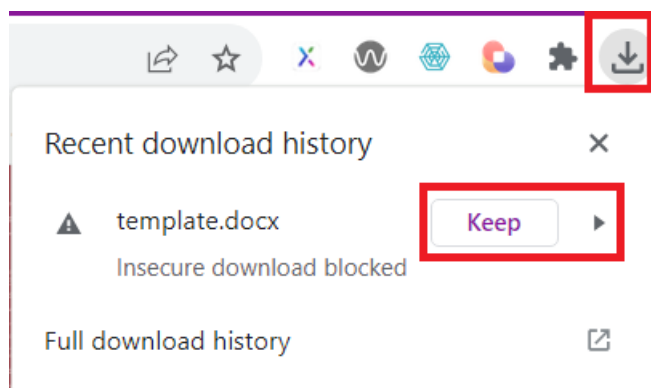 Recent download history
template.docx
Keep
Insecure download blocked
Full download history